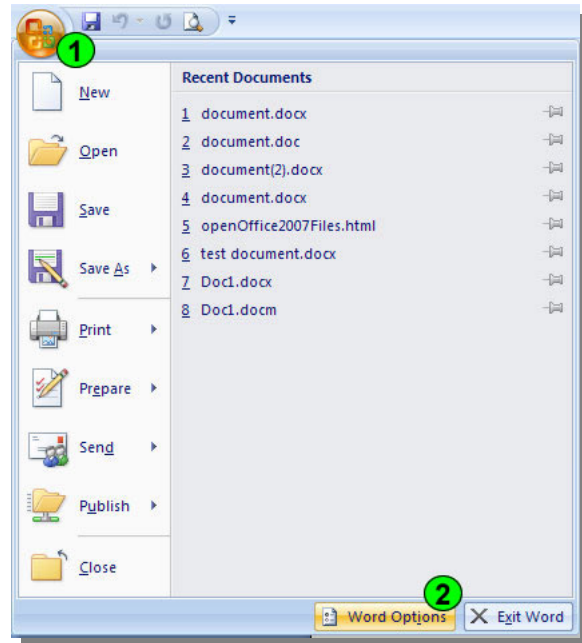 1
New
Open
Save
Save As
Print
Prepare
Send
Publish
Close
Recent Documents
1 document.docx
2 document.doc
3 document(2).docx
4 document.docx
5 openOffice2007Files.html
6 test document.docx
7 Doc1.docx
8 Doc1.docm
2
Word Options
Exit Word